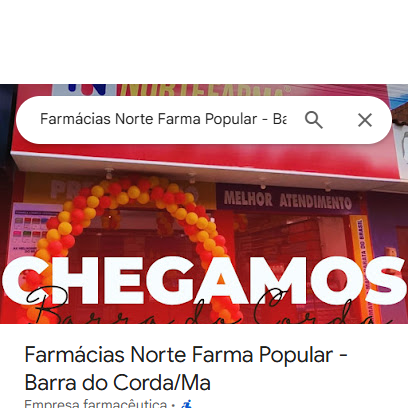 NORTEFARMA
Farmácias Norte Farma Popular - Ba
MELHOR ATENDIMENTO
CHEGAMOS
Barra do Corda
Farmácias Norte Farma Popular -
Barra do Corda/Ma
Empresa farmacêutica •